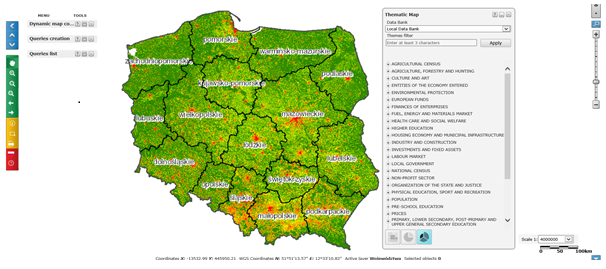 MENU TOOLS
Dynamic map co...
Queries creation
Queries list
pomorskie
warmińsko-mazurskie
zachodniopomorskie
podlaskie
kujawsko-pomorskie
mazowieckie
wielkopolskie
lubuskie
łódzkie
lubelskie
dolnośląskie
świętokrzyskie
opolskie
śląskie
podkarpackie
małopolskie
Thematic Map
Data Bank
Local Data Bank
Themes filter
Enter at least 3 characters
Apply
AGRICULTURAL CENSUS
AGRICULTURE, FORESTRY AND HUNTING
CULTURE AND ART
ENTITIES OF THE ECONOMY ENTERED
ENVIRONMENTAL PROTECTION
EUROPEAN FUNDS
FINANCES OF ENTERPRISES
FUEL, ENERGY AND MATERIALS MARKET
HEALTH CARE AND SOCIAL WELFARE
HIGHER EDUCATION
HOUSING ECONOMY AND MUNICIPAL INFRASTRUCTURE
INDUSTRY AND CONSTRUCTION
INVESTMENTS AND FIXED ASSETS
LABOUR MARKET
LOCAL GOVERNMENT
NATIONAL CENSUS
NON-PROFIT SECTOR
ORGANIZATION OF THE STATE AND JUSTICE
PHYSICAL EDUCATION, SPORT AND RECREATION
POPULATION
PRE-SCHOOL EDUCATION
PRICES
PRIMARY, LOWER SECONDARY, POST-PRIMARY AND
UPPER GENERAL SECONDARY EDUCATION
Scale 1: 4000000
100km
Coordinates X: -13532.99 Y: 445950.21 WGS Coordinates N: 51°51'13.57" E: 12°33'10.82" Active layer Województwa Selected objects 0